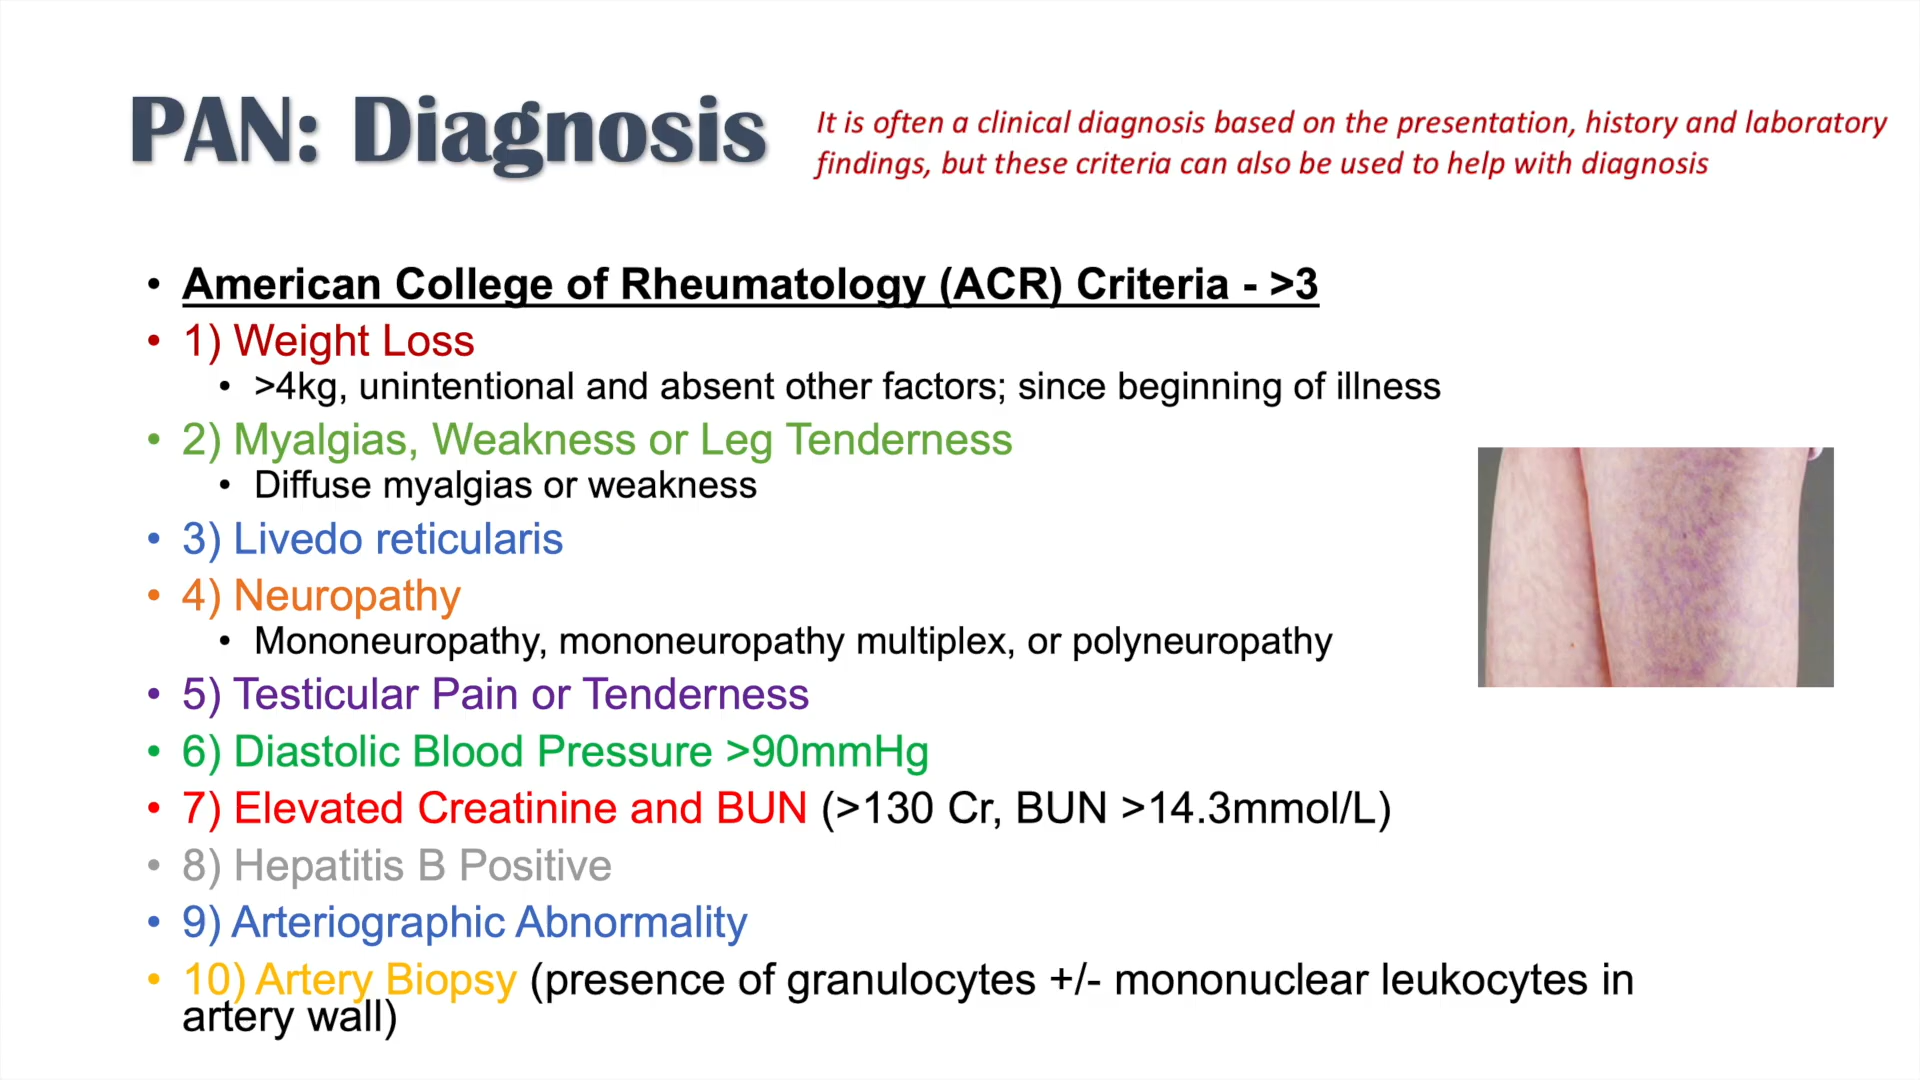 PAN: Diagnosis
It is often a clinical diagnosis based on the presentation, history and laboratory
findings, but these criteria can also be used to help with diagnosis
• American College of Rheumatology (ACR) Criteria - >3
• 1) Weight Loss
• >4kg, unintentional and absent other factors; since beginning of illness
• 2) Myalgias, Weakness or Leg Tenderness
• Diffuse myalgias or weakness
• 3) Livedo reticularis
• 4) Neuropathy
• Mononeuropathy, mononeuropathy multiplex, or polyneuropathy
• 5) Testicular Pain or Tenderness
• 6) Diastolic Blood Pressure >90mmHg
• 7) Elevated Creatinine and BUN (>130 Cr, BUN >14.3mmol/L)
• 8) Hepatitis B Positive
• 9) Arteriographic Abnormality
• 10) Artery Biopsy (presence of granulocytes +/- mononuclear leukocytes in
artery wall)